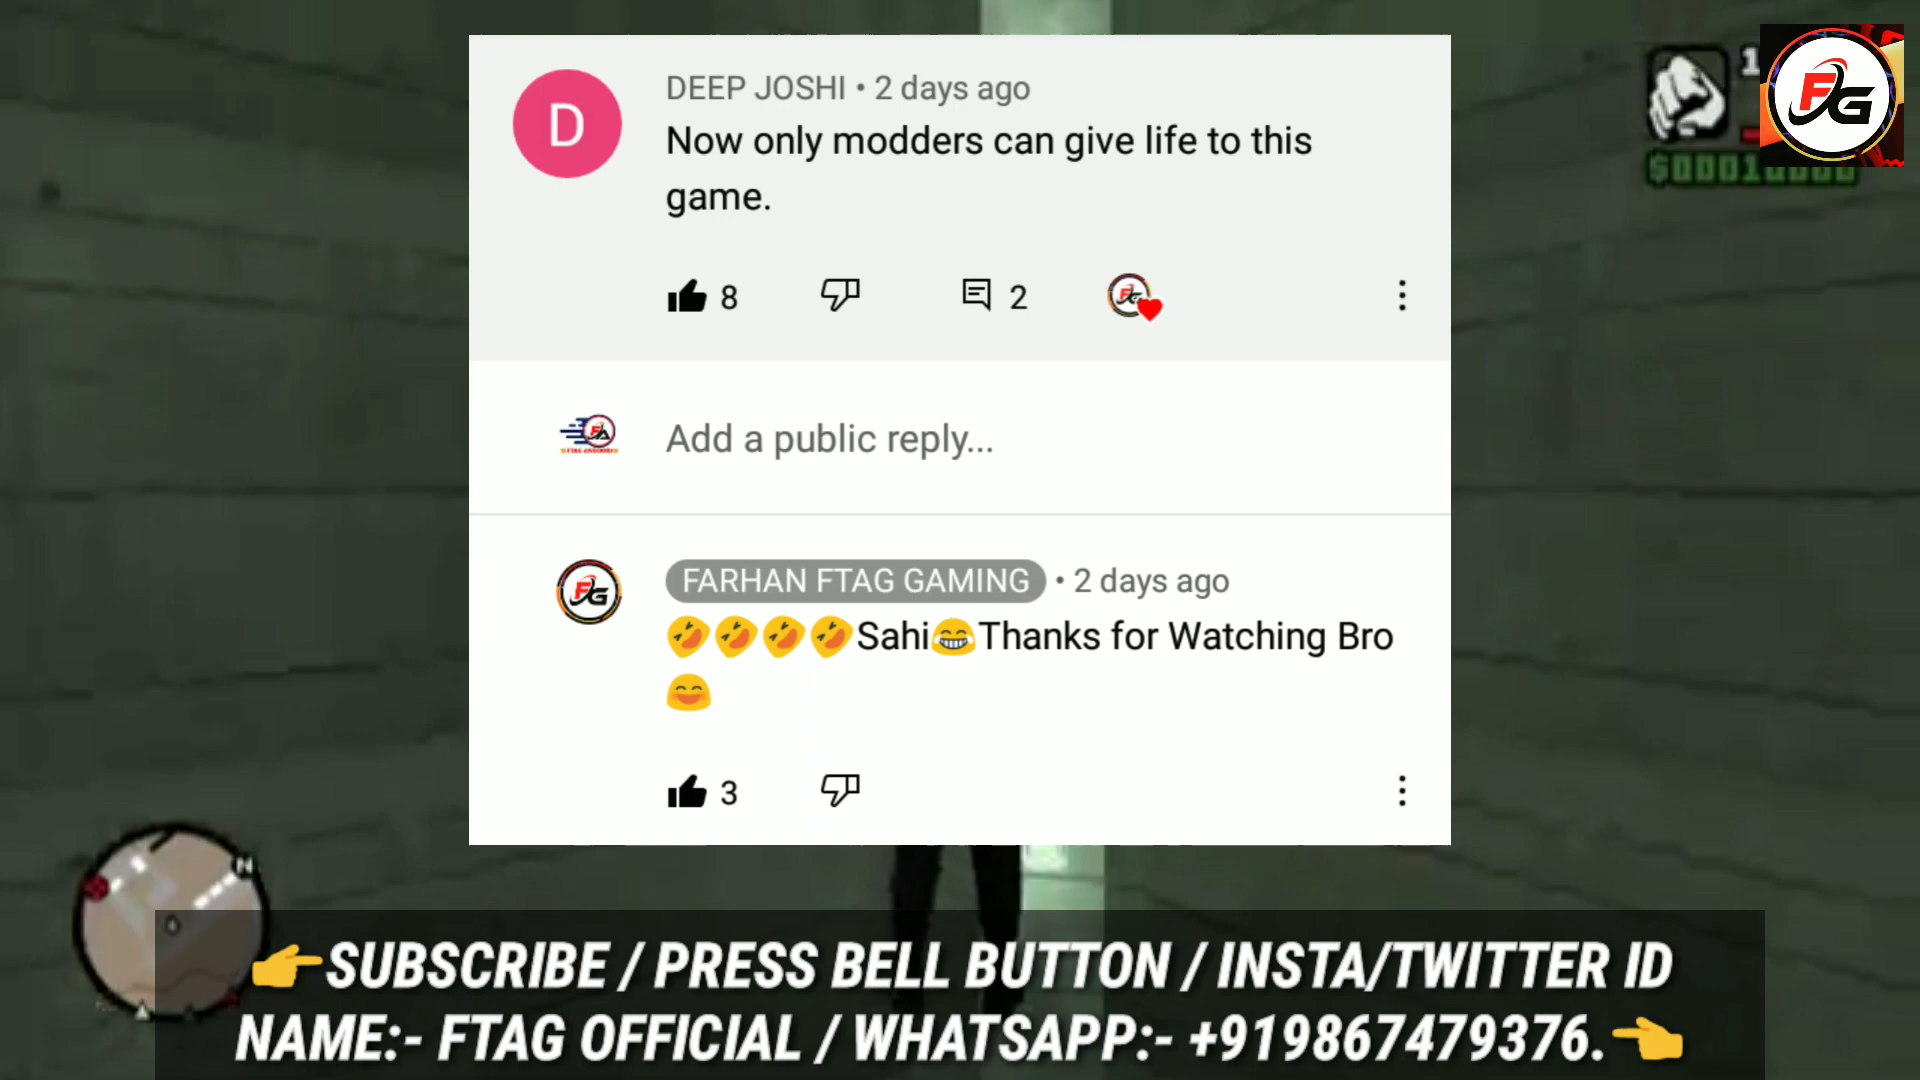 DEEP JOSHI • 2 days ago
Now only modders can give life to this
game.
8 2
Add a public reply...
FARHAN FTAG GAMING • 2 days ago
🤣🤣🤣🤣Sahi😂Thanks for Watching Bro
😄
3
👉SUBSCRIBE / PRESS BELL BUTTON / INSTA/TWITTER ID
NAME:- FTAG OFFICIAL / WHATSAPP:- +919867479376.👈
FG
N